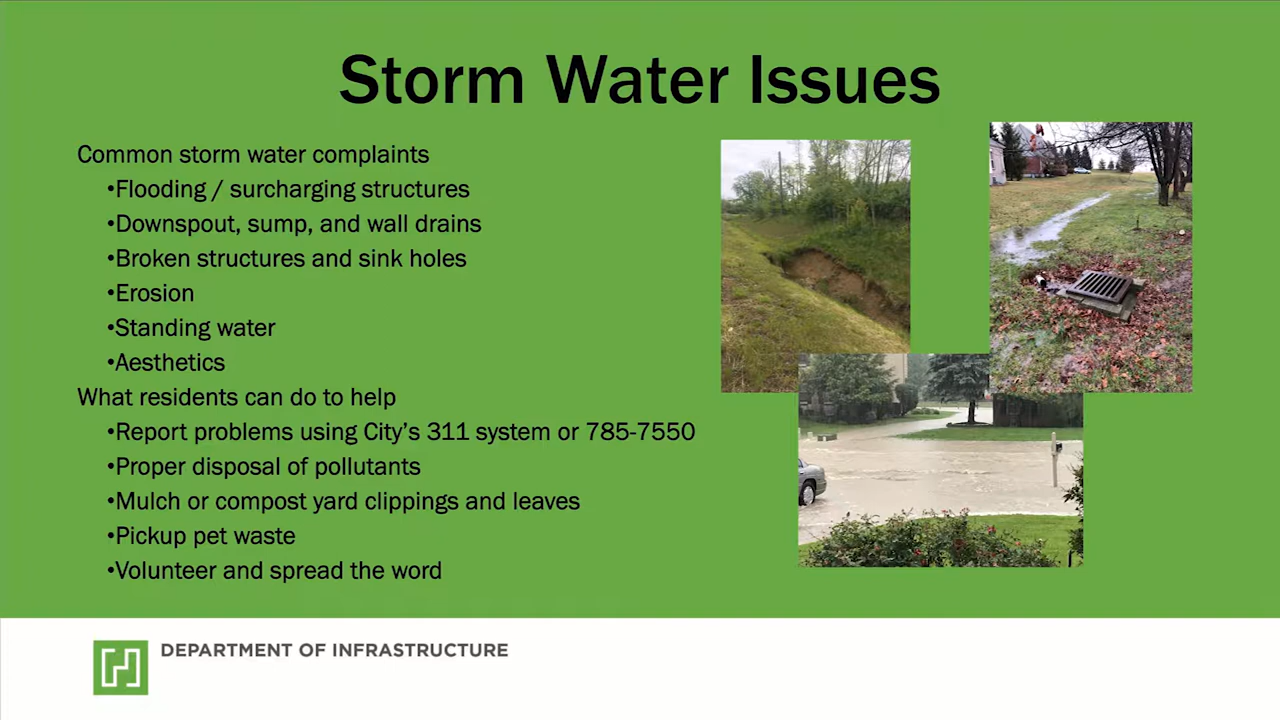 Storm Water Issues
Common storm water complaints
•Flooding / surcharging structures
•Downspout, sump, and wall drains
•Broken structures and sink holes
•Erosion
•Standing water
•Aesthetics
What residents can do to help
•Report problems using City’s 311 system or 785-7550
•Proper disposal of pollutants
•Mulch or compost yard clippings and leaves
•Pickup pet waste
•Volunteer and spread the word
DEPARTMENT OF INFRASTRUCTURE